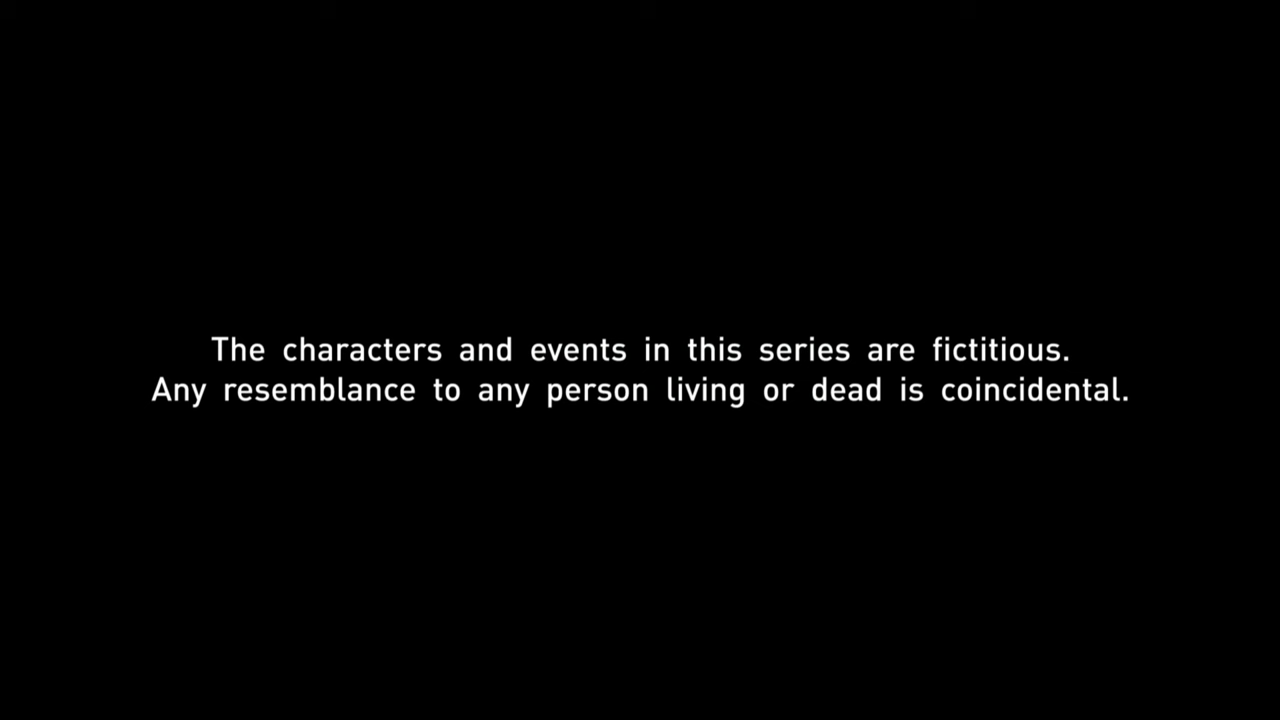 The characters and events in this series are fictitious.
Any resemblance to any person living or dead is coincidental.